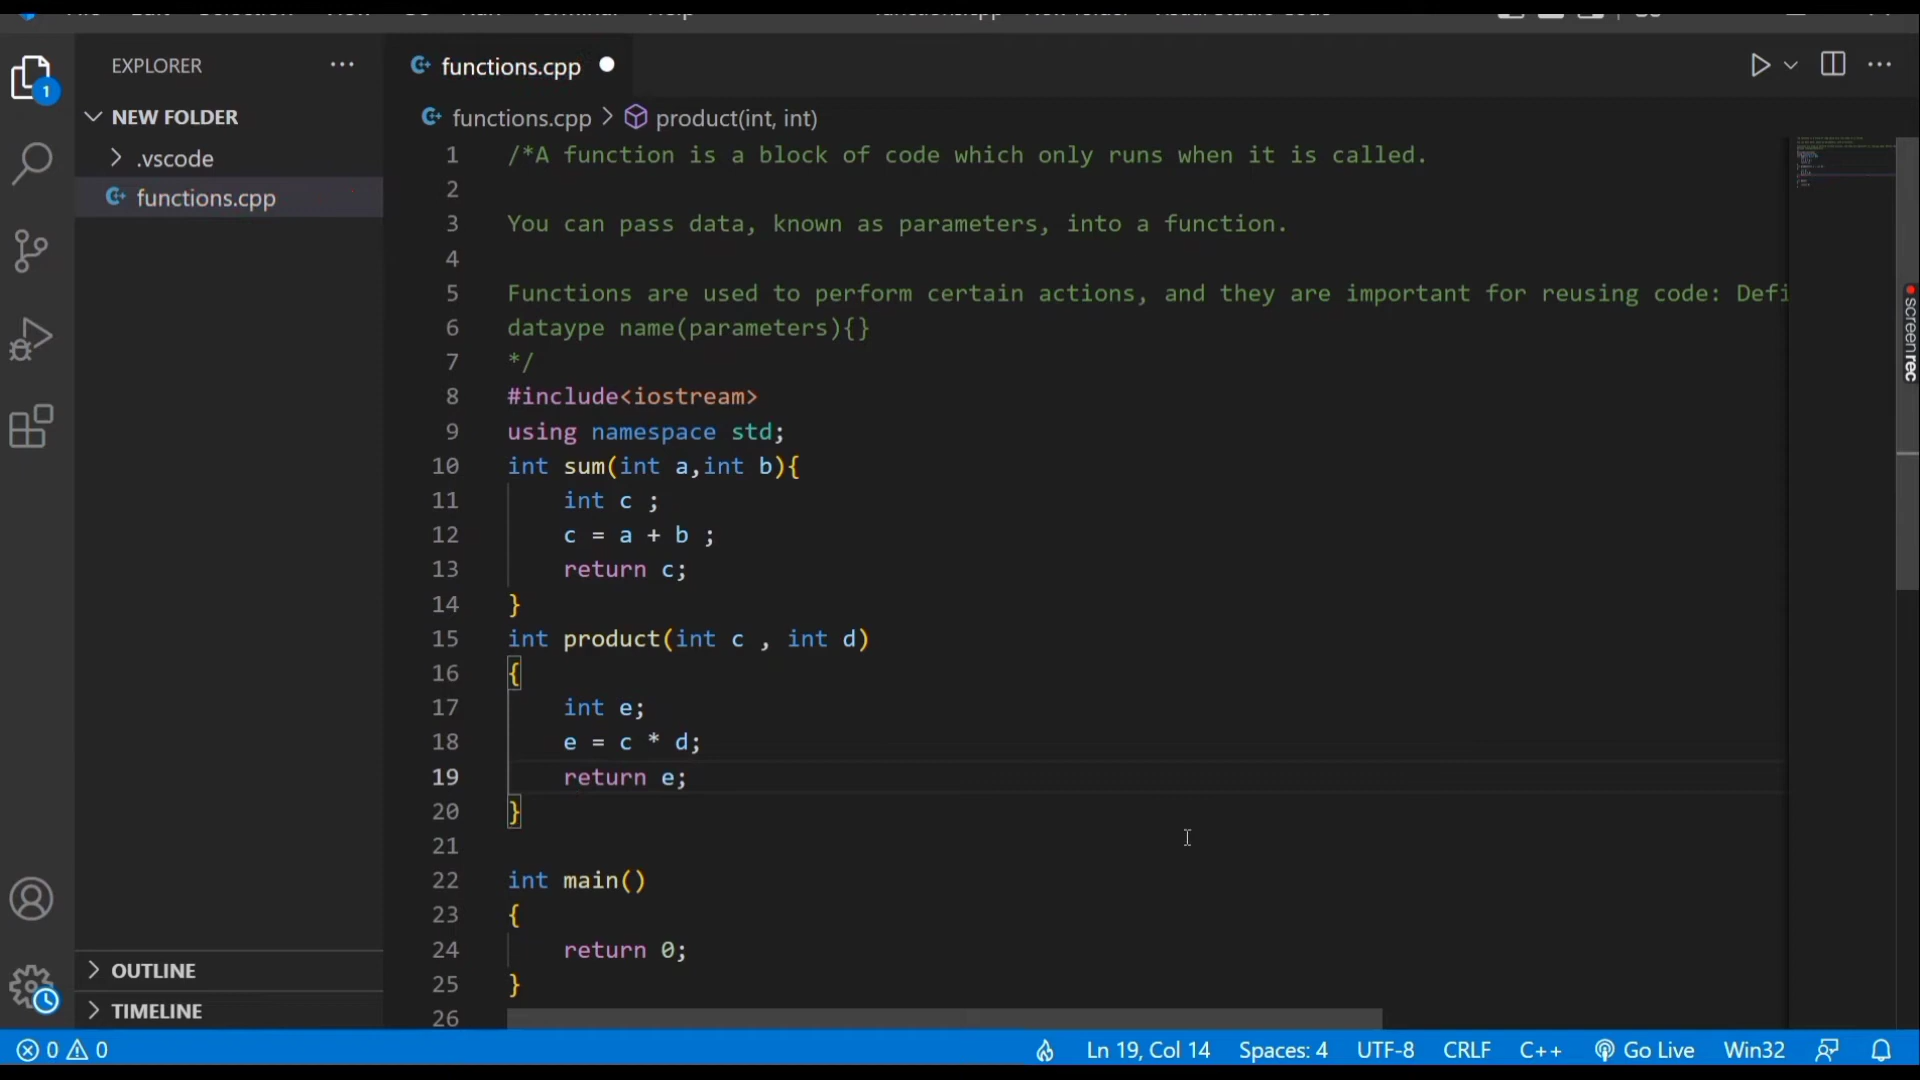 EXPLORER
functions.cpp
1
NEW FOLDER
functions.cpp > product(int, int)
.vscode
functions.cpp
1 /*A function is a block of code which only runs when it is called.
2
3 You can pass data, known as parameters, into a function.
4
5 Functions are used to perform certain actions, and they are important for reusing code: Defi
6 dataype name(parameters){}
7 */
8 #include<iostream>
9 using namespace std;
10 int sum(int a,int b){
11 int c ;
12 c = a + b ;
13 return c;
14 }
15 int product(int c , int d)
16 {
17 int e;
18 e = c * d;
19 return e;
20 }
21
22 int main()
23 {
24 return 0;
25 }
26
screenrec
OUTLINE
TIMELINE
0 0 Ln 19, Col 14 Spaces: 4 UTF-8 CRLF C++ Go Live Win32